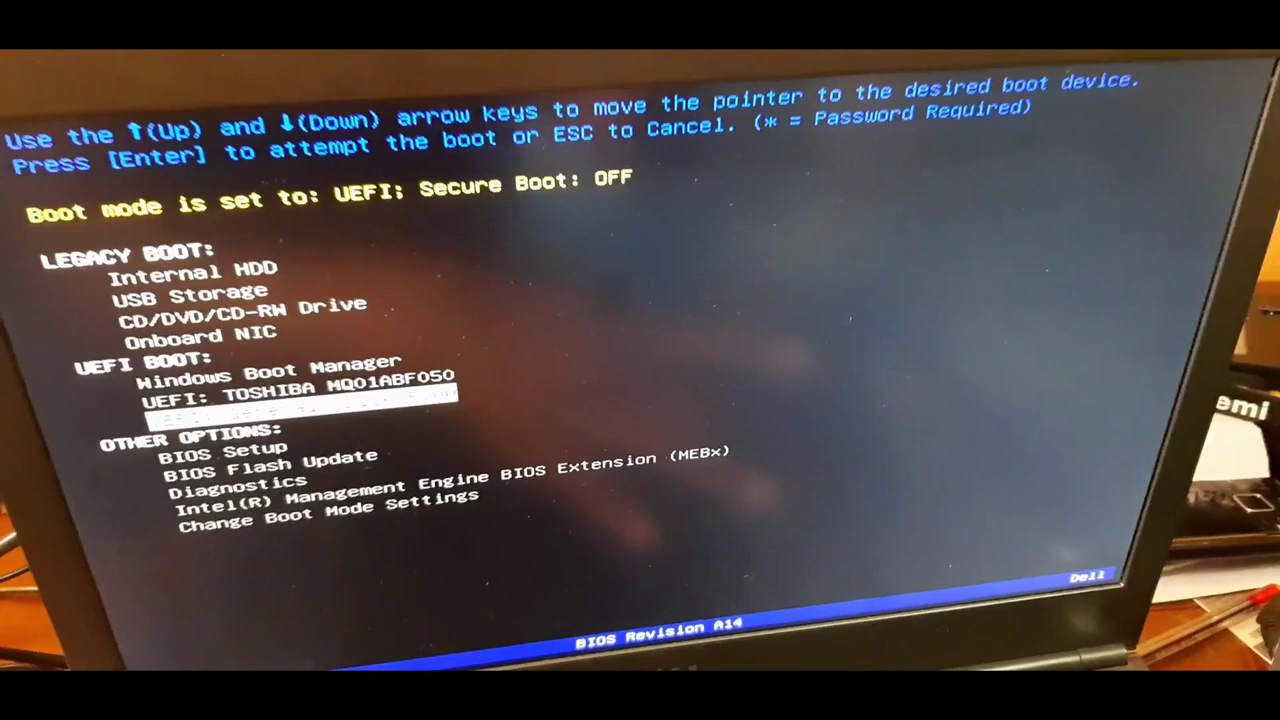 Use the ↑(Up) and ↓(Down) arrow keys to move the pointer to the desired boot device.
Press [Enter] to attempt the boot or ESC to Cancel. (* = Password Required)
Boot mode is set to: UEFI; Secure Boot: OFF
LEGACY BOOT:
Internal HDD
USB Storage
CD/DVD/CD-RW Drive
Onboard NIC
UEFI BOOT:
Windows Boot Manager
UEFI: TOSHIBA MQ01ABF050
OTHER OPTIONS:
BIOS Setup
BIOS Flash Update
Diagnostics
Intel(R) Management Engine BIOS Extension (MEBx)
Change Boot Mode Settings
BIOS Revision A14
Dell
emi